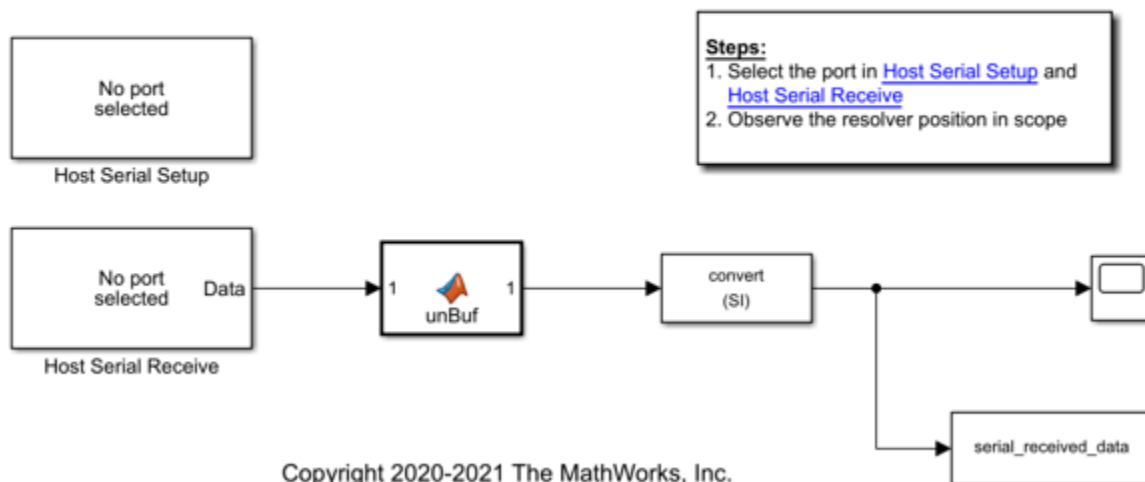 No port
selected
Host Serial Setup
Steps:
1. Select the port in Host Serial Setup and
Host Serial Receive
2. Observe the resolver position in scope
No port
selected
Data
Host Serial Receive
1
1
unBuf
convert
(SI)
serial_received_data
Copyright 2020-2021 The MathWorks, Inc.